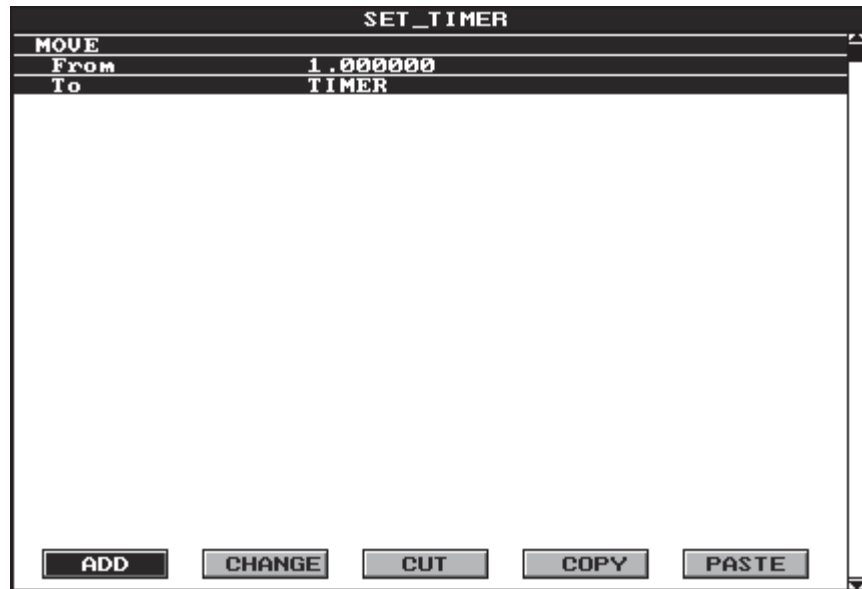 SET_TIMER
MOVE
From 1.000000
To TIMER
ADD CHANGE CUT COPY PASTE